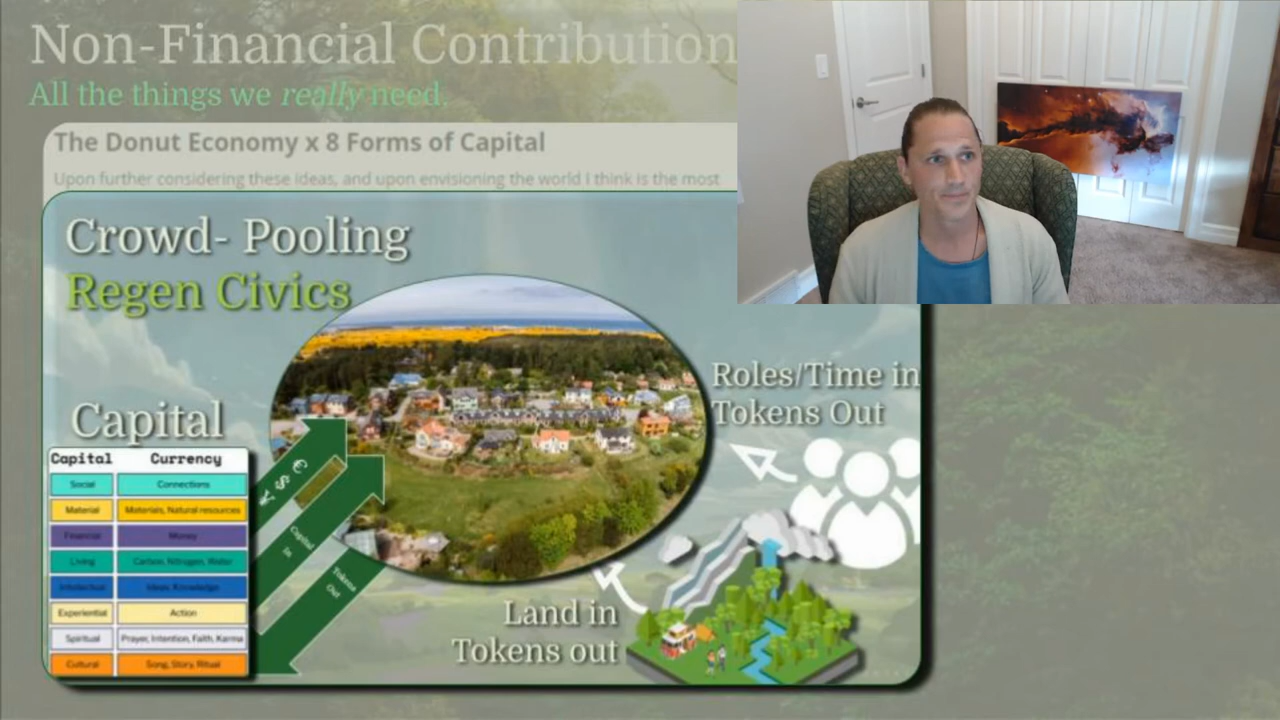 Non-Financial Contribution
All the things we really need.
The Donut Economy x 8 Forms of Capital
Upon further considering these ideas, and upon envisioning the world I think is the most
Crowd- Pooling
Regen Civics
Roles/Time in
Tokens Out
Capital
Capital Currency
Social Connections
Material Materials, Natural resources
Financial Money
Living Carbon, Nitrogen, Water
Intellectual Ideas, Knowledge
Experiential Action
Spiritual Prayer, Intention, Faith, Karma
Cultural Song, Story, Ritual
€ $ ¥
Capital
in
Tokens
Out
Land in
Tokens out